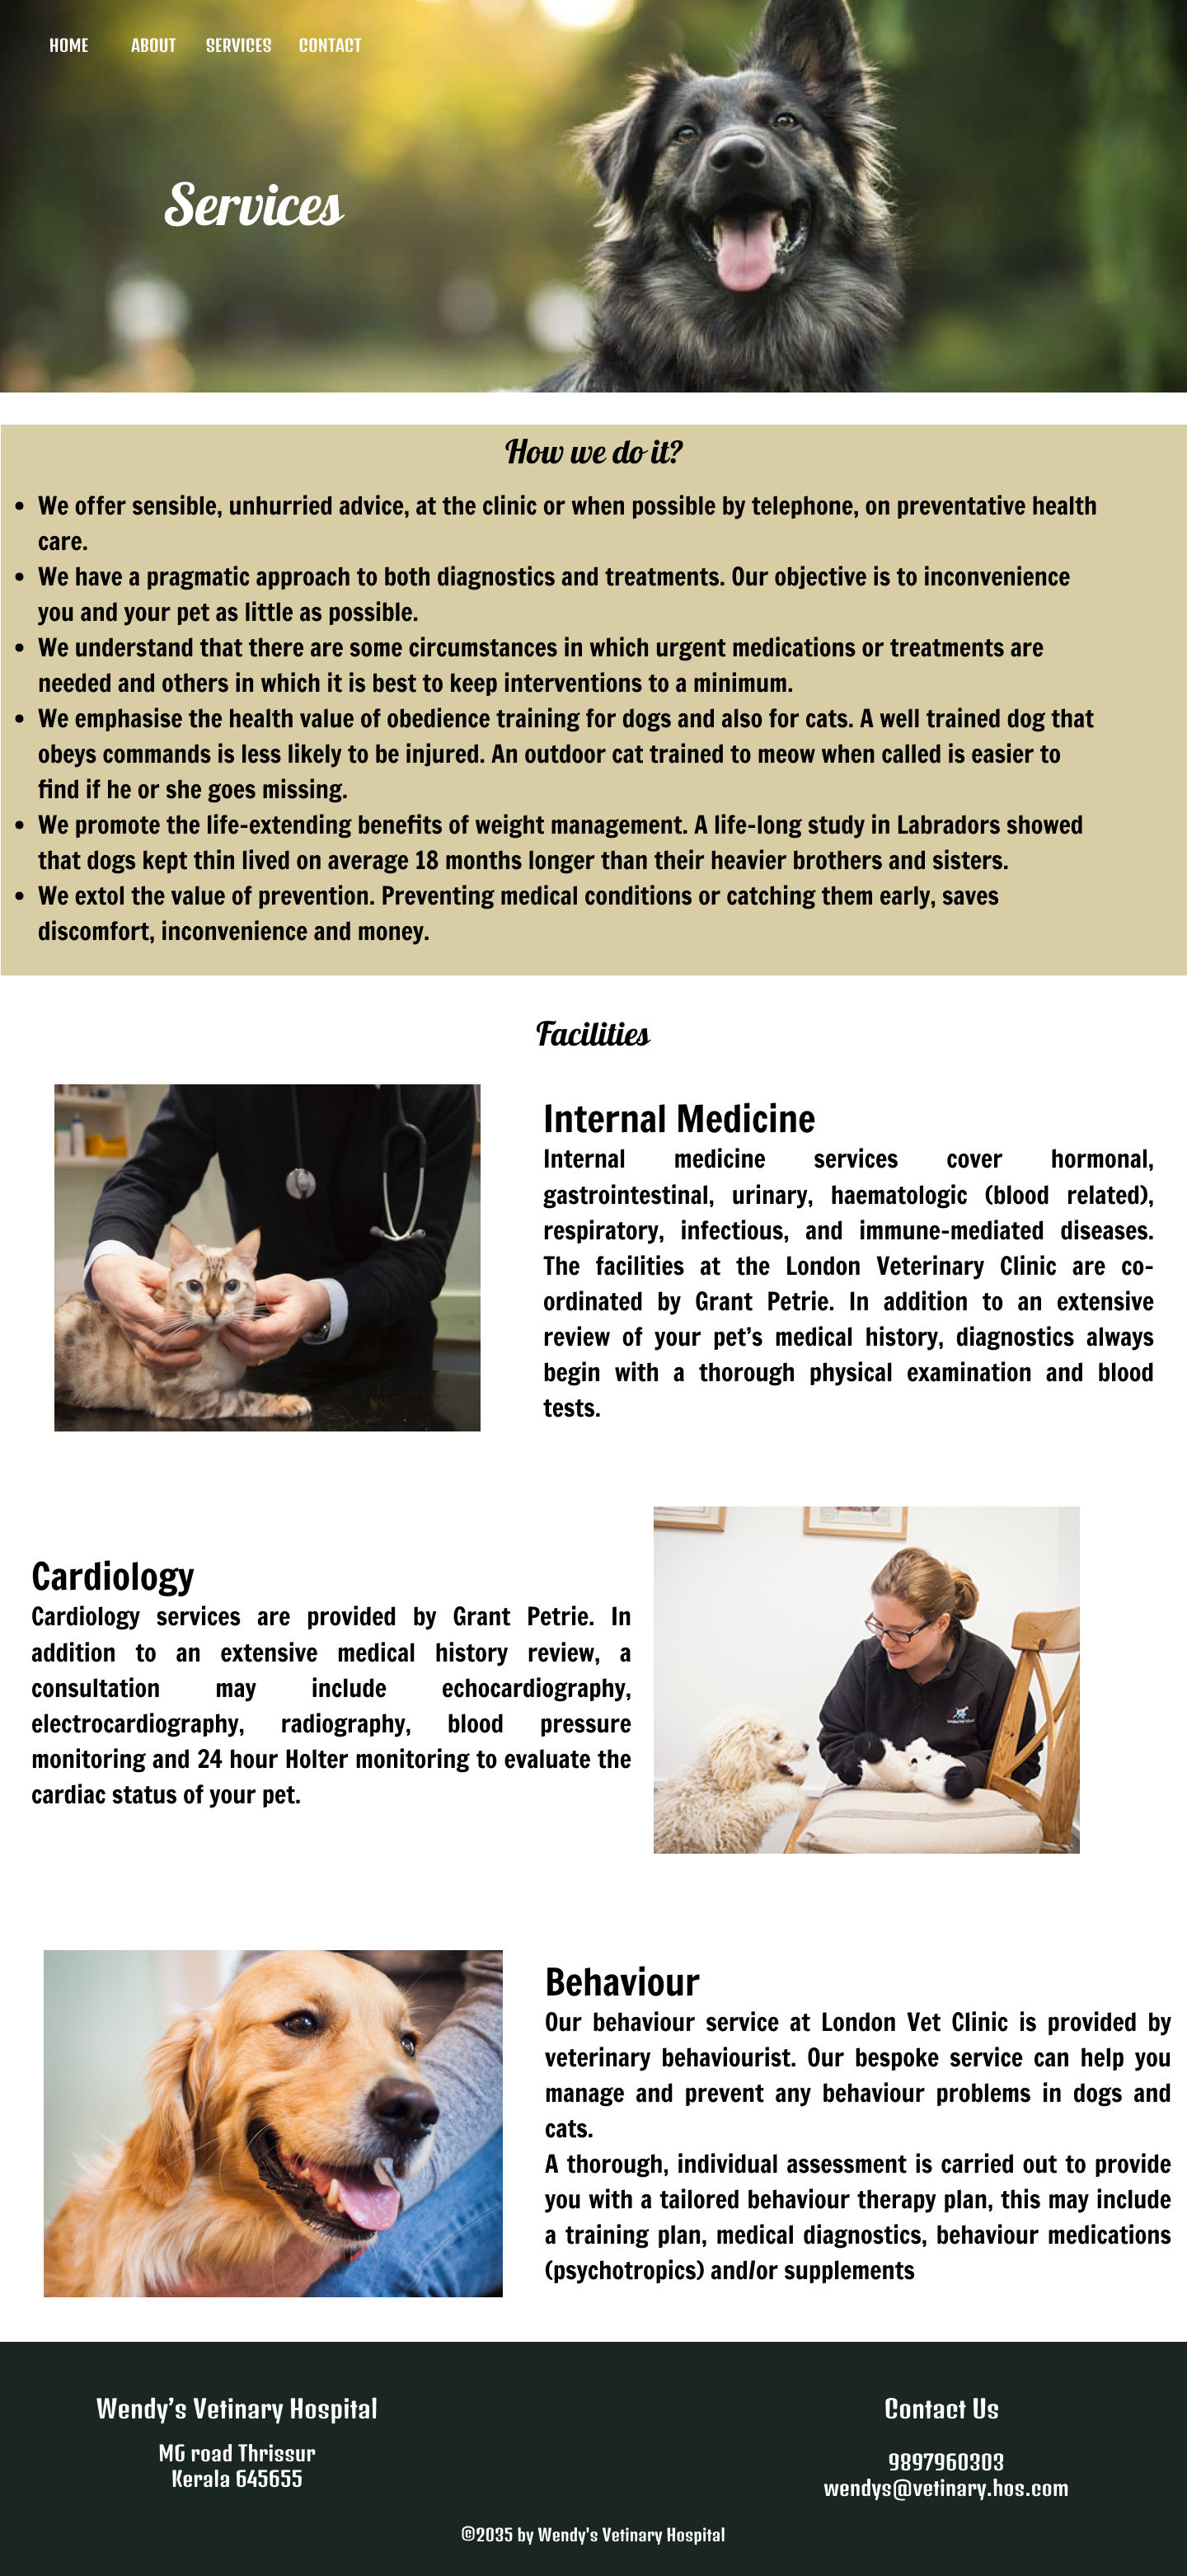 HOME ABOUT SERVICES CONTACT
Services
How we do it?
• We offer sensible, unhurried advice, at the clinic or when possible by telephone, on preventative health
care.
• We have a pragmatic approach to both diagnostics and treatments. Our objective is to inconvenience
you and your pet as little as possible.
• We understand that there are some circumstances in which urgent medications or treatments are
needed and others in which it is best to keep interventions to a minimum.
• We emphasise the health value of obedience training for dogs and also for cats. A well trained dog that
obeys commands is less likely to be injured. An outdoor cat trained to meow when called is easier to
find if he or she goes missing.
• We promote the life-extending benefits of weight management. A life-long study in Labradors showed
that dogs kept thin lived on average 18 months longer than their heavier brothers and sisters.
• We extol the value of prevention. Preventing medical conditions or catching them early, saves
discomfort, inconvenience and money.
Facilities
Internal Medicine
Internal medicine services cover hormonal,
gastrointestinal, urinary, haematologic (blood related),
respiratory, infectious, and immune-mediated diseases.
The facilities at the London Veterinary Clinic are co-
ordinated by Grant Petrie. In addition to an extensive
review of your pet's medical history, diagnostics always
begin with a thorough physical examination and blood
tests.
Cardiology
Cardiology services are provided by Grant Petrie. In
addition to an extensive medical history review, a
consultation may include echocardiography,
electrocardiography, radiography, blood pressure
monitoring and 24 hour Holter monitoring to evaluate the
cardiac status of your pet.
Behaviour
Our behaviour service at London Vet Clinic is provided by
veterinary behaviourist. Our bespoke service can help you
manage and prevent any behaviour problems in dogs and
cats.
A thorough, individual assessment is carried out to provide
you with a tailored behaviour therapy plan, this may include
a training plan, medical diagnostics, behaviour medications
(psychotropics) and/or supplements
Wendy's Vetinary Hospital
MG road Thrissur
Kerala 645655
Contact Us
9897960303
wendys@vetinary.hos.com
©2035 by Wendy's Vetinary Hospital